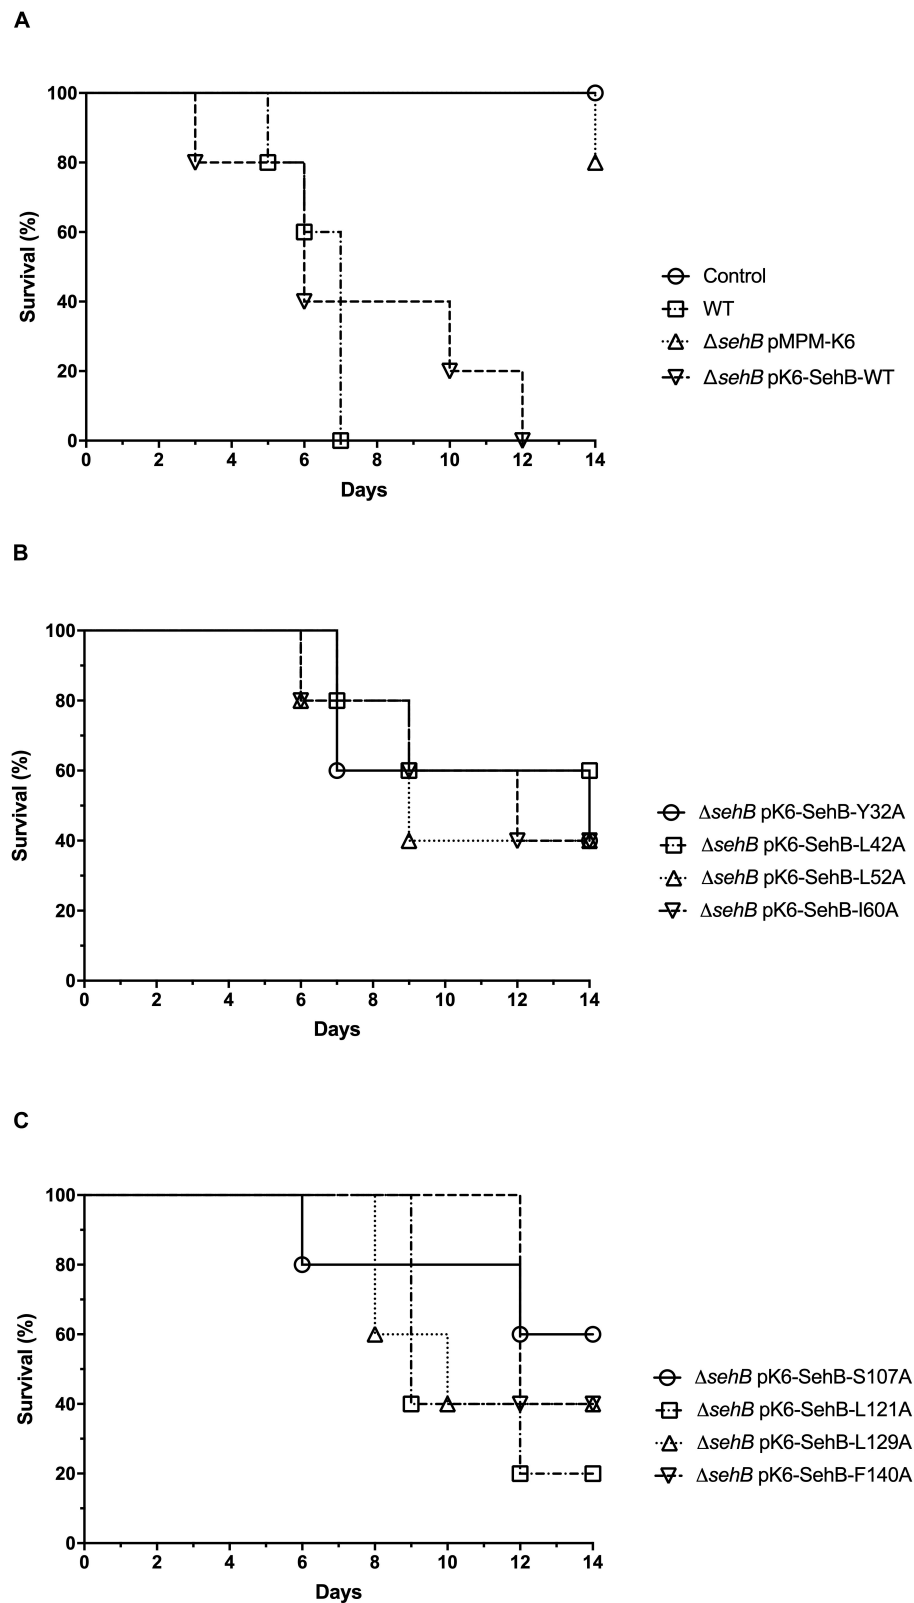 A
100
80
60
40
20
0
Survival (%)
0 2 4 6 8 10 12 14
Days
Control
WT
ΔsehB pMPM-K6
ΔsehB pK6-SehB-WT
B
100
80
60
40
20
0
Survival (%)
0 2 4 6 8 10 12 14
Days
ΔsehB pK6-SehB-Y32A
ΔsehB pK6-SehB-L42A
ΔsehB pK6-SehB-L52A
ΔsehB pK6-SehB-I60A
C
100
80
60
40
20
0
Survival (%)
0 2 4 6 8 10 12 14
Days
ΔsehB pK6-SehB-S107A
ΔsehB pK6-SehB-L121A
ΔsehB pK6-SehB-L129A
ΔsehB pK6-SehB-F140A